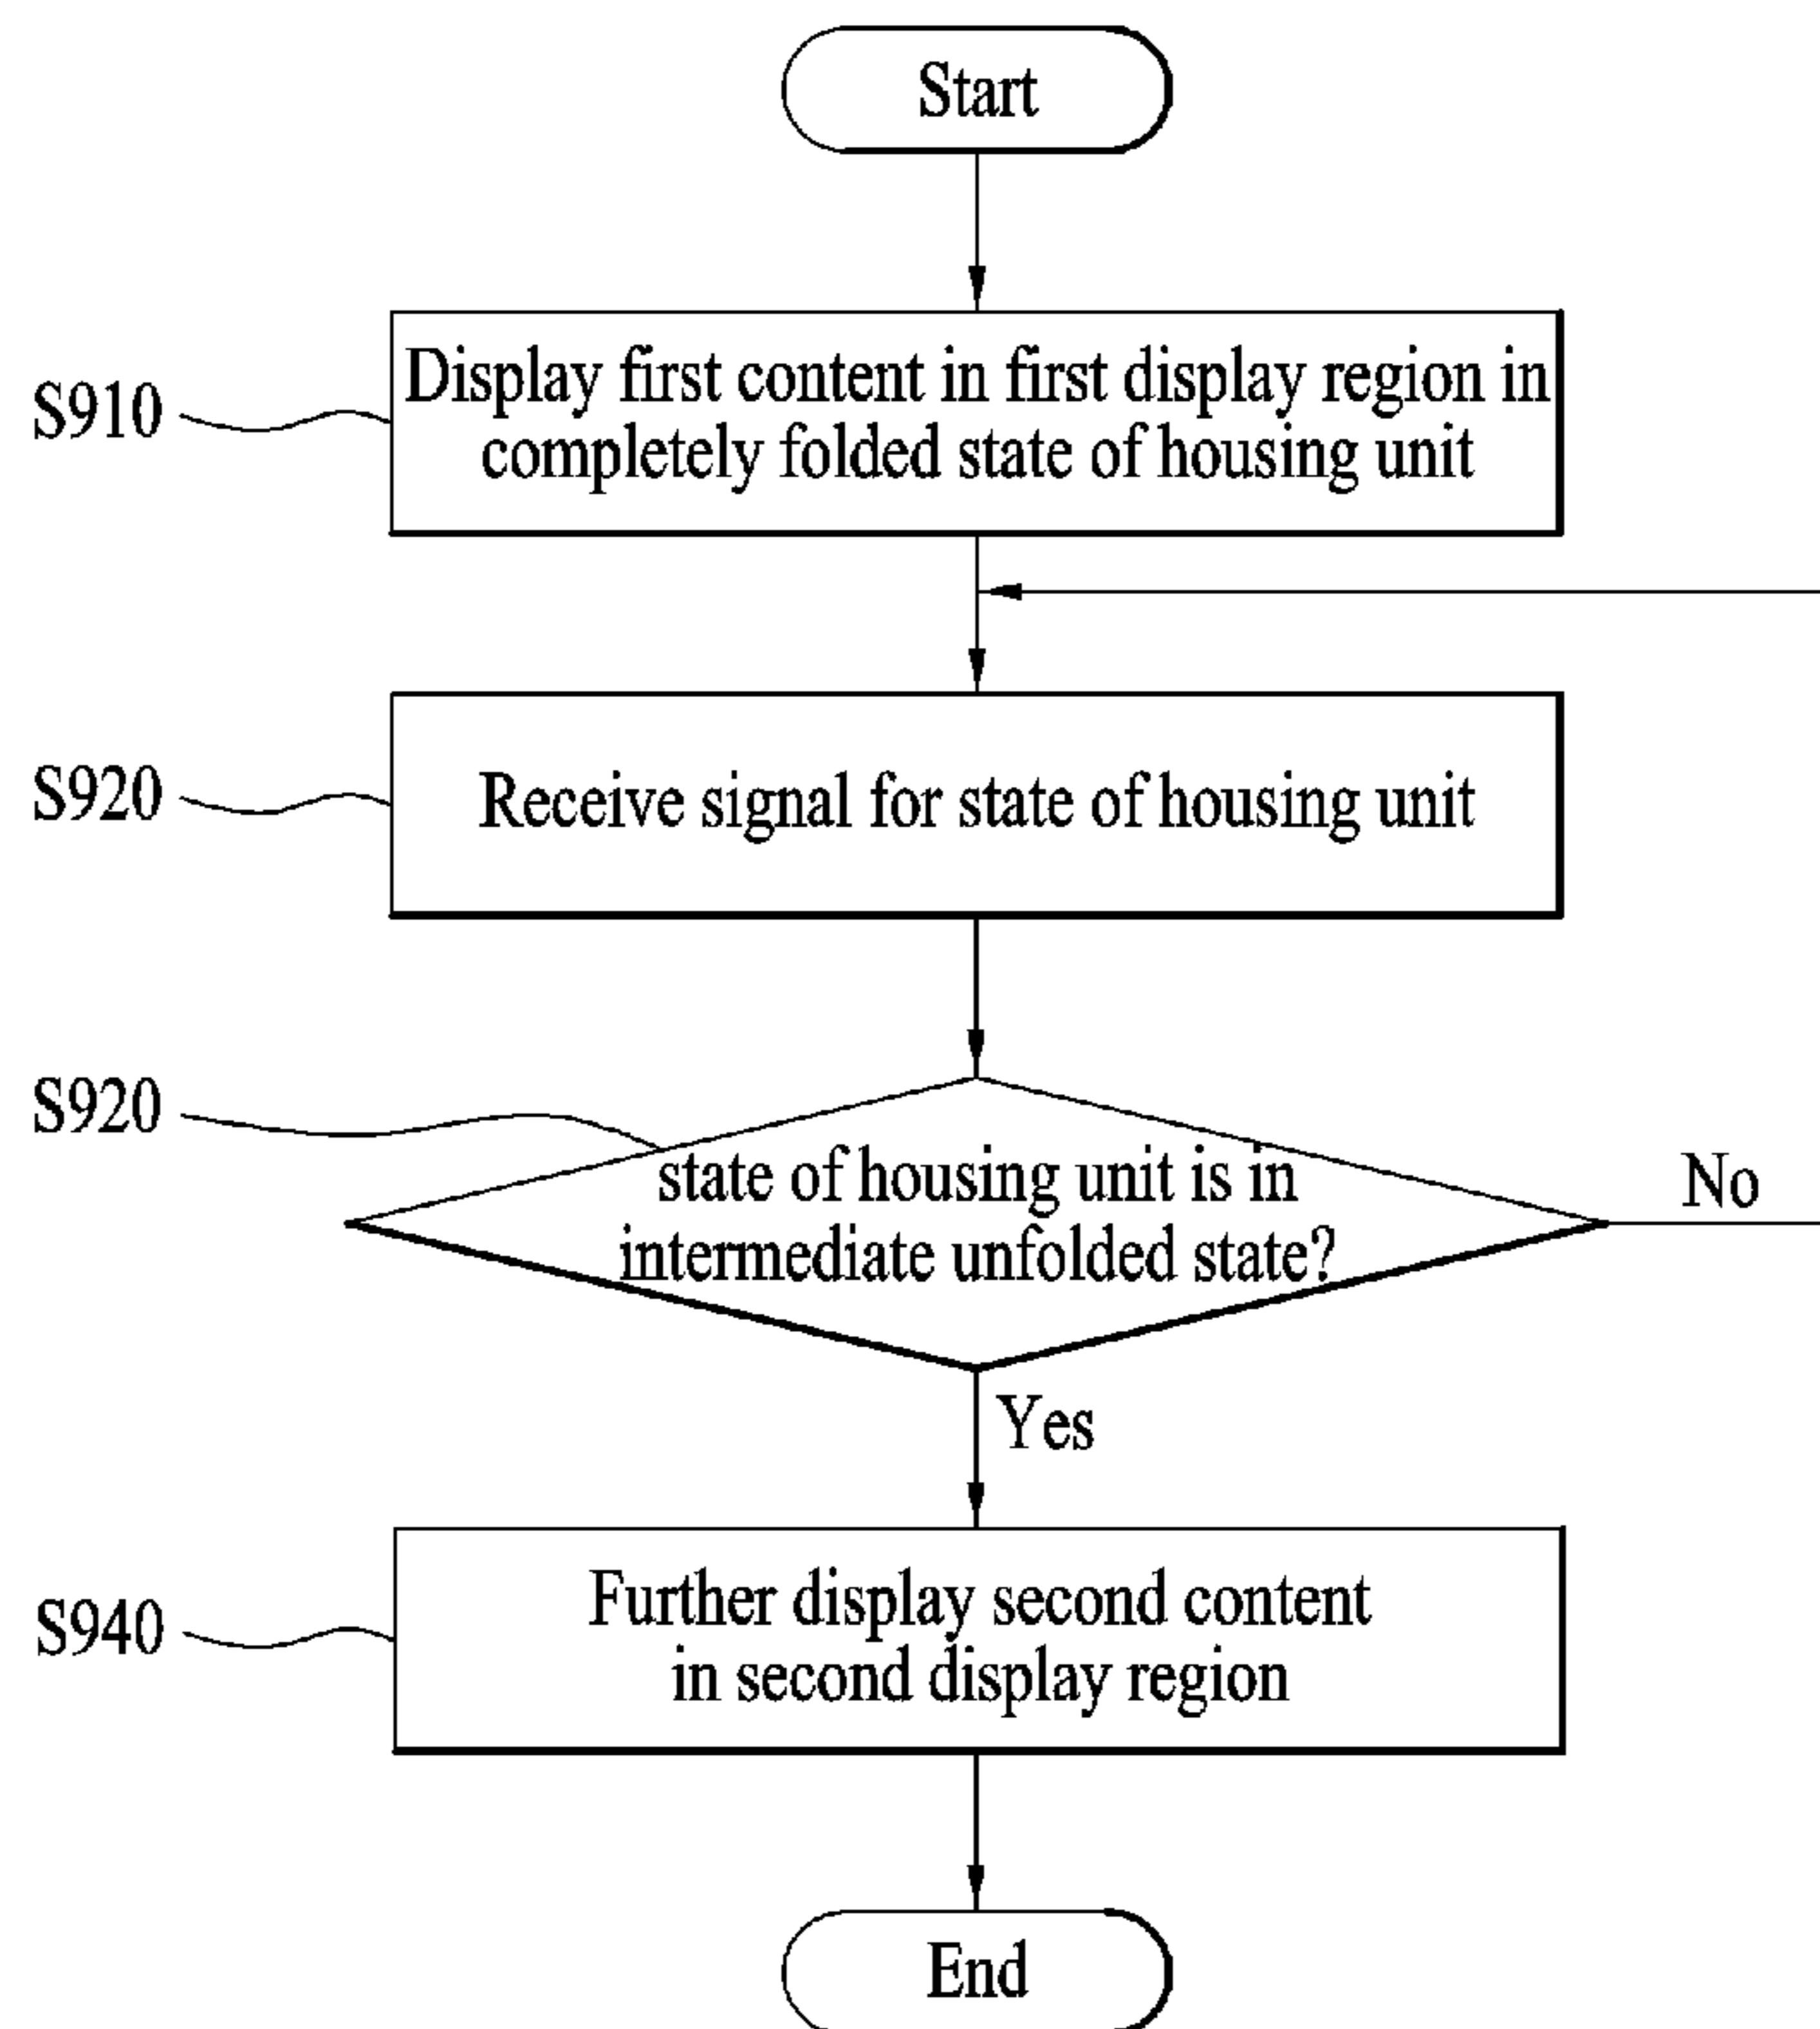 Start
S910
Display first content in first display region in
completely folded state of housing unit
S920
Receive signal for state of housing unit
S920
state of housing unit is in
intermediate unfolded state?
No
Yes
S940
Further display second content
in second display region
End